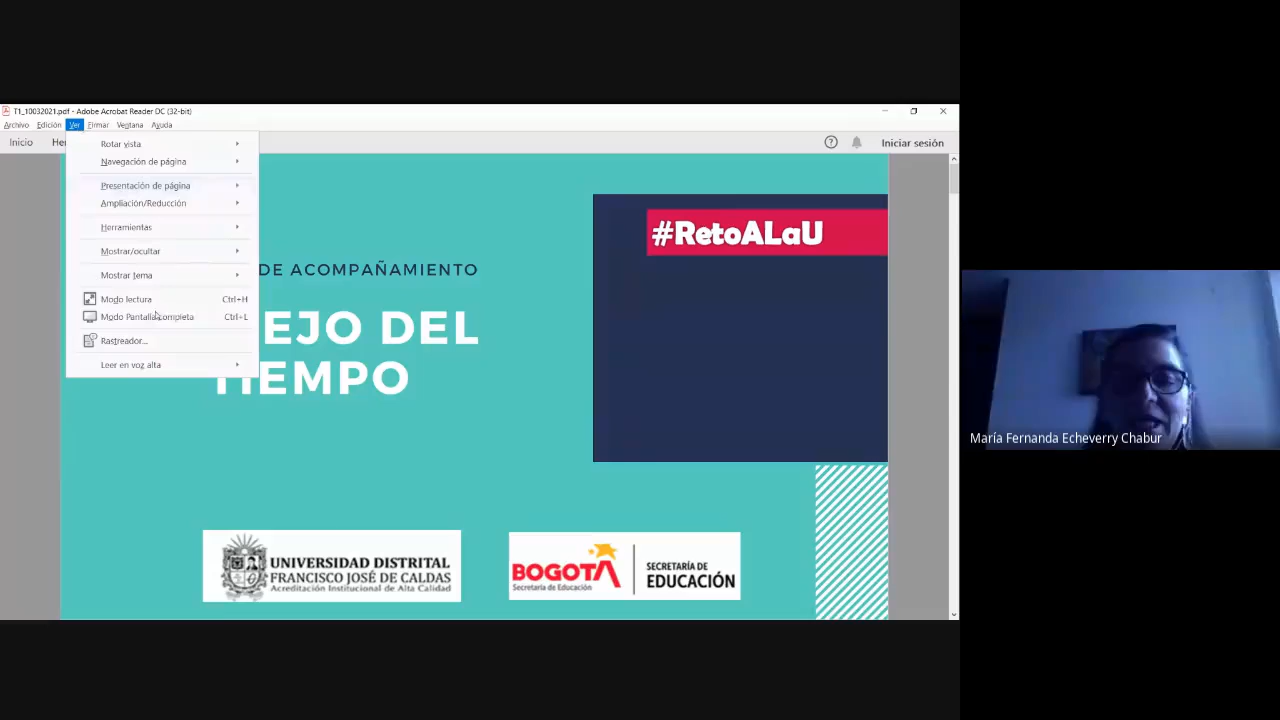 T1_10032021.pdf - Adobe Acrobat Reader DC (32-bit)
Archivo Edición Ver Firmar Ventana Ayuda
Inicio He
Iniciar sesión
Rotar vista
Navegación de página
Presentación de página
Ampliación/Reducción
Herramientas
Mostrar/ocultar
Mostrar tema
Modo lectura Ctrl+H
Modo Pantalla completa Ctrl+L
Rastreador...
Leer en voz alta
DE ACOMPAÑAMIENTO
EJO DEL
TIEMPO
#RetoALaU
UNIVERSIDAD DISTRITAL
FRANCISCO JOSÉ DE CALDAS
Acreditación Institucional de Alta Calidad
BOGOTÁ
Secretaría de Educación
SECRETARÍA DE
EDUCACIÓN
María Fernanda Echeverry Chabur